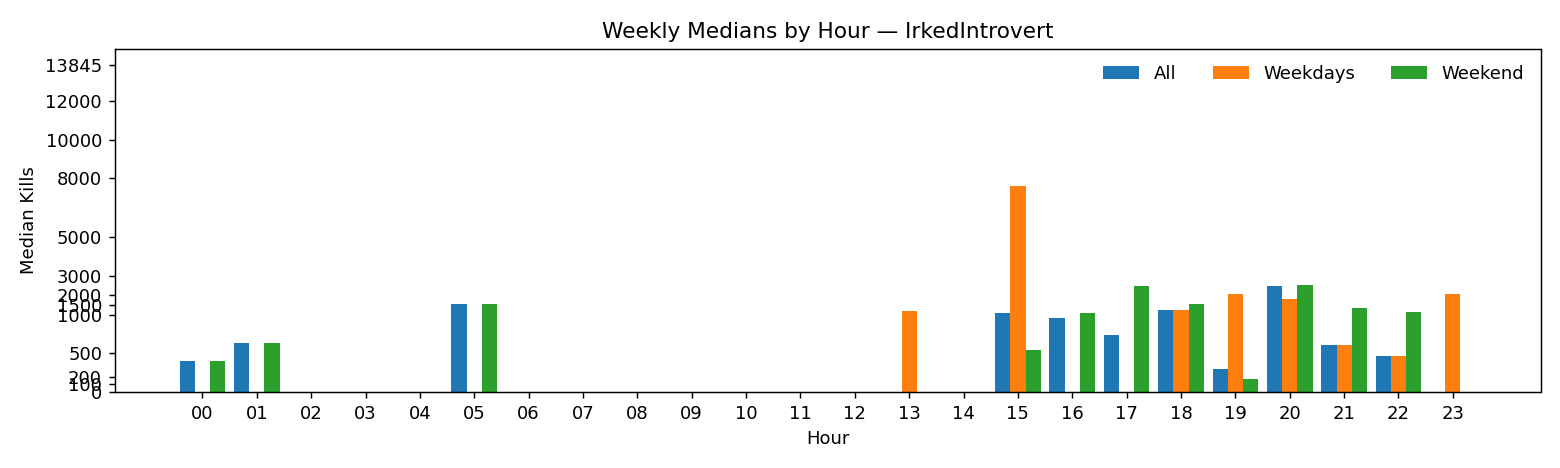 Weekly Medians by Hour — IrkedIntrovert
All Weekdays Weekend
Median Kills
13845
12000
10000
8000
5000
3000
2000
1500
1000
500
200
100
0
00 01 02 03 04 05 06 07 08 09 10 11 12 13 14 15 16 17 18 19 20 21 22 23
Hour